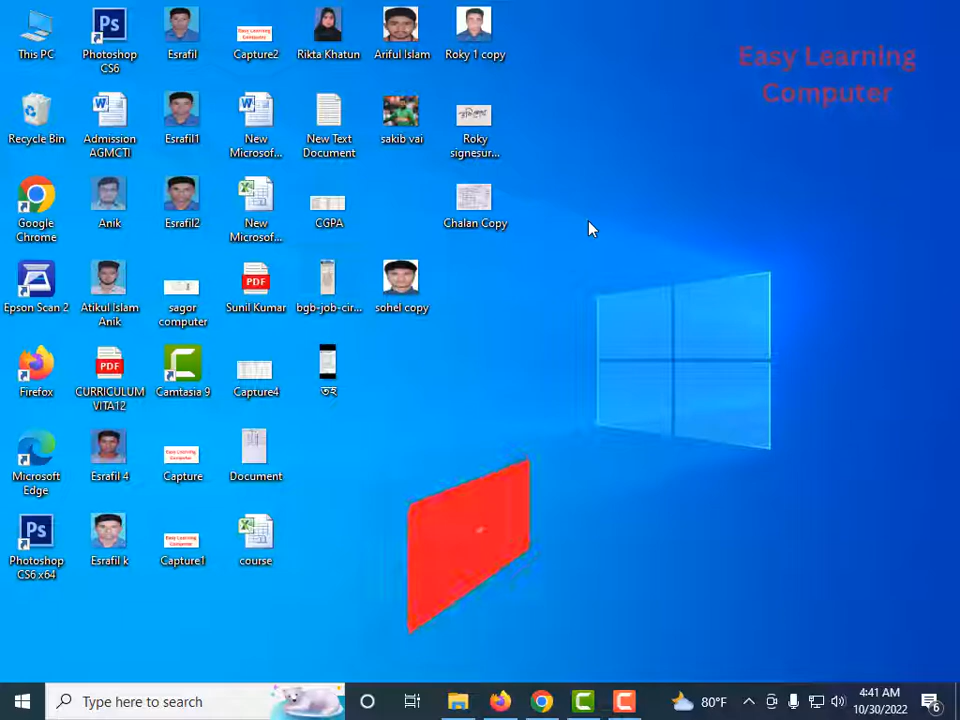 Easy Learning
Computer
This PC
Photoshop
CS6
Esrafil
Capture2
Rikta Khatun
Ariful Islam
Roky 1 copy
Recycle Bin
Admission
AGMCTI
Esrafil1
New
Microsof...
New Text
Document
sakib vai
Roky
signesur...
Google
Chrome
Anik
Esrafil2
New
Microsof...
CGPA
Chalan Copy
Epson Scan 2
Atikul Islam
Anik
sagor
computer
Sunil Kumar
bgb-job-cir...
sohel copy
Firefox
CURRICULUM
VITA12
Camtasia 9
Capture4
তহ
Microsoft
Edge
Esrafil 4
Capture
Document
Photoshop
CS6 x64
Esrafil k
Capture1
course
Type here to search
80°F
4:41 AM
10/30/2022
6